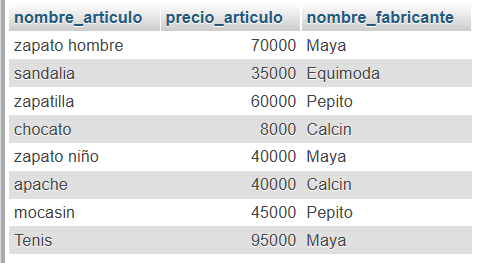 nombre_articulo precio_articulo nombre_fabricante
zapato hombre 70000 Maya
sandalia 35000 Equimoda
zapatilla 60000 Pepito
chocato 8000 Calcin
zapato niño 40000 Maya
apache 40000 Calcin
mocasin 45000 Pepito
Tenis 95000 Maya